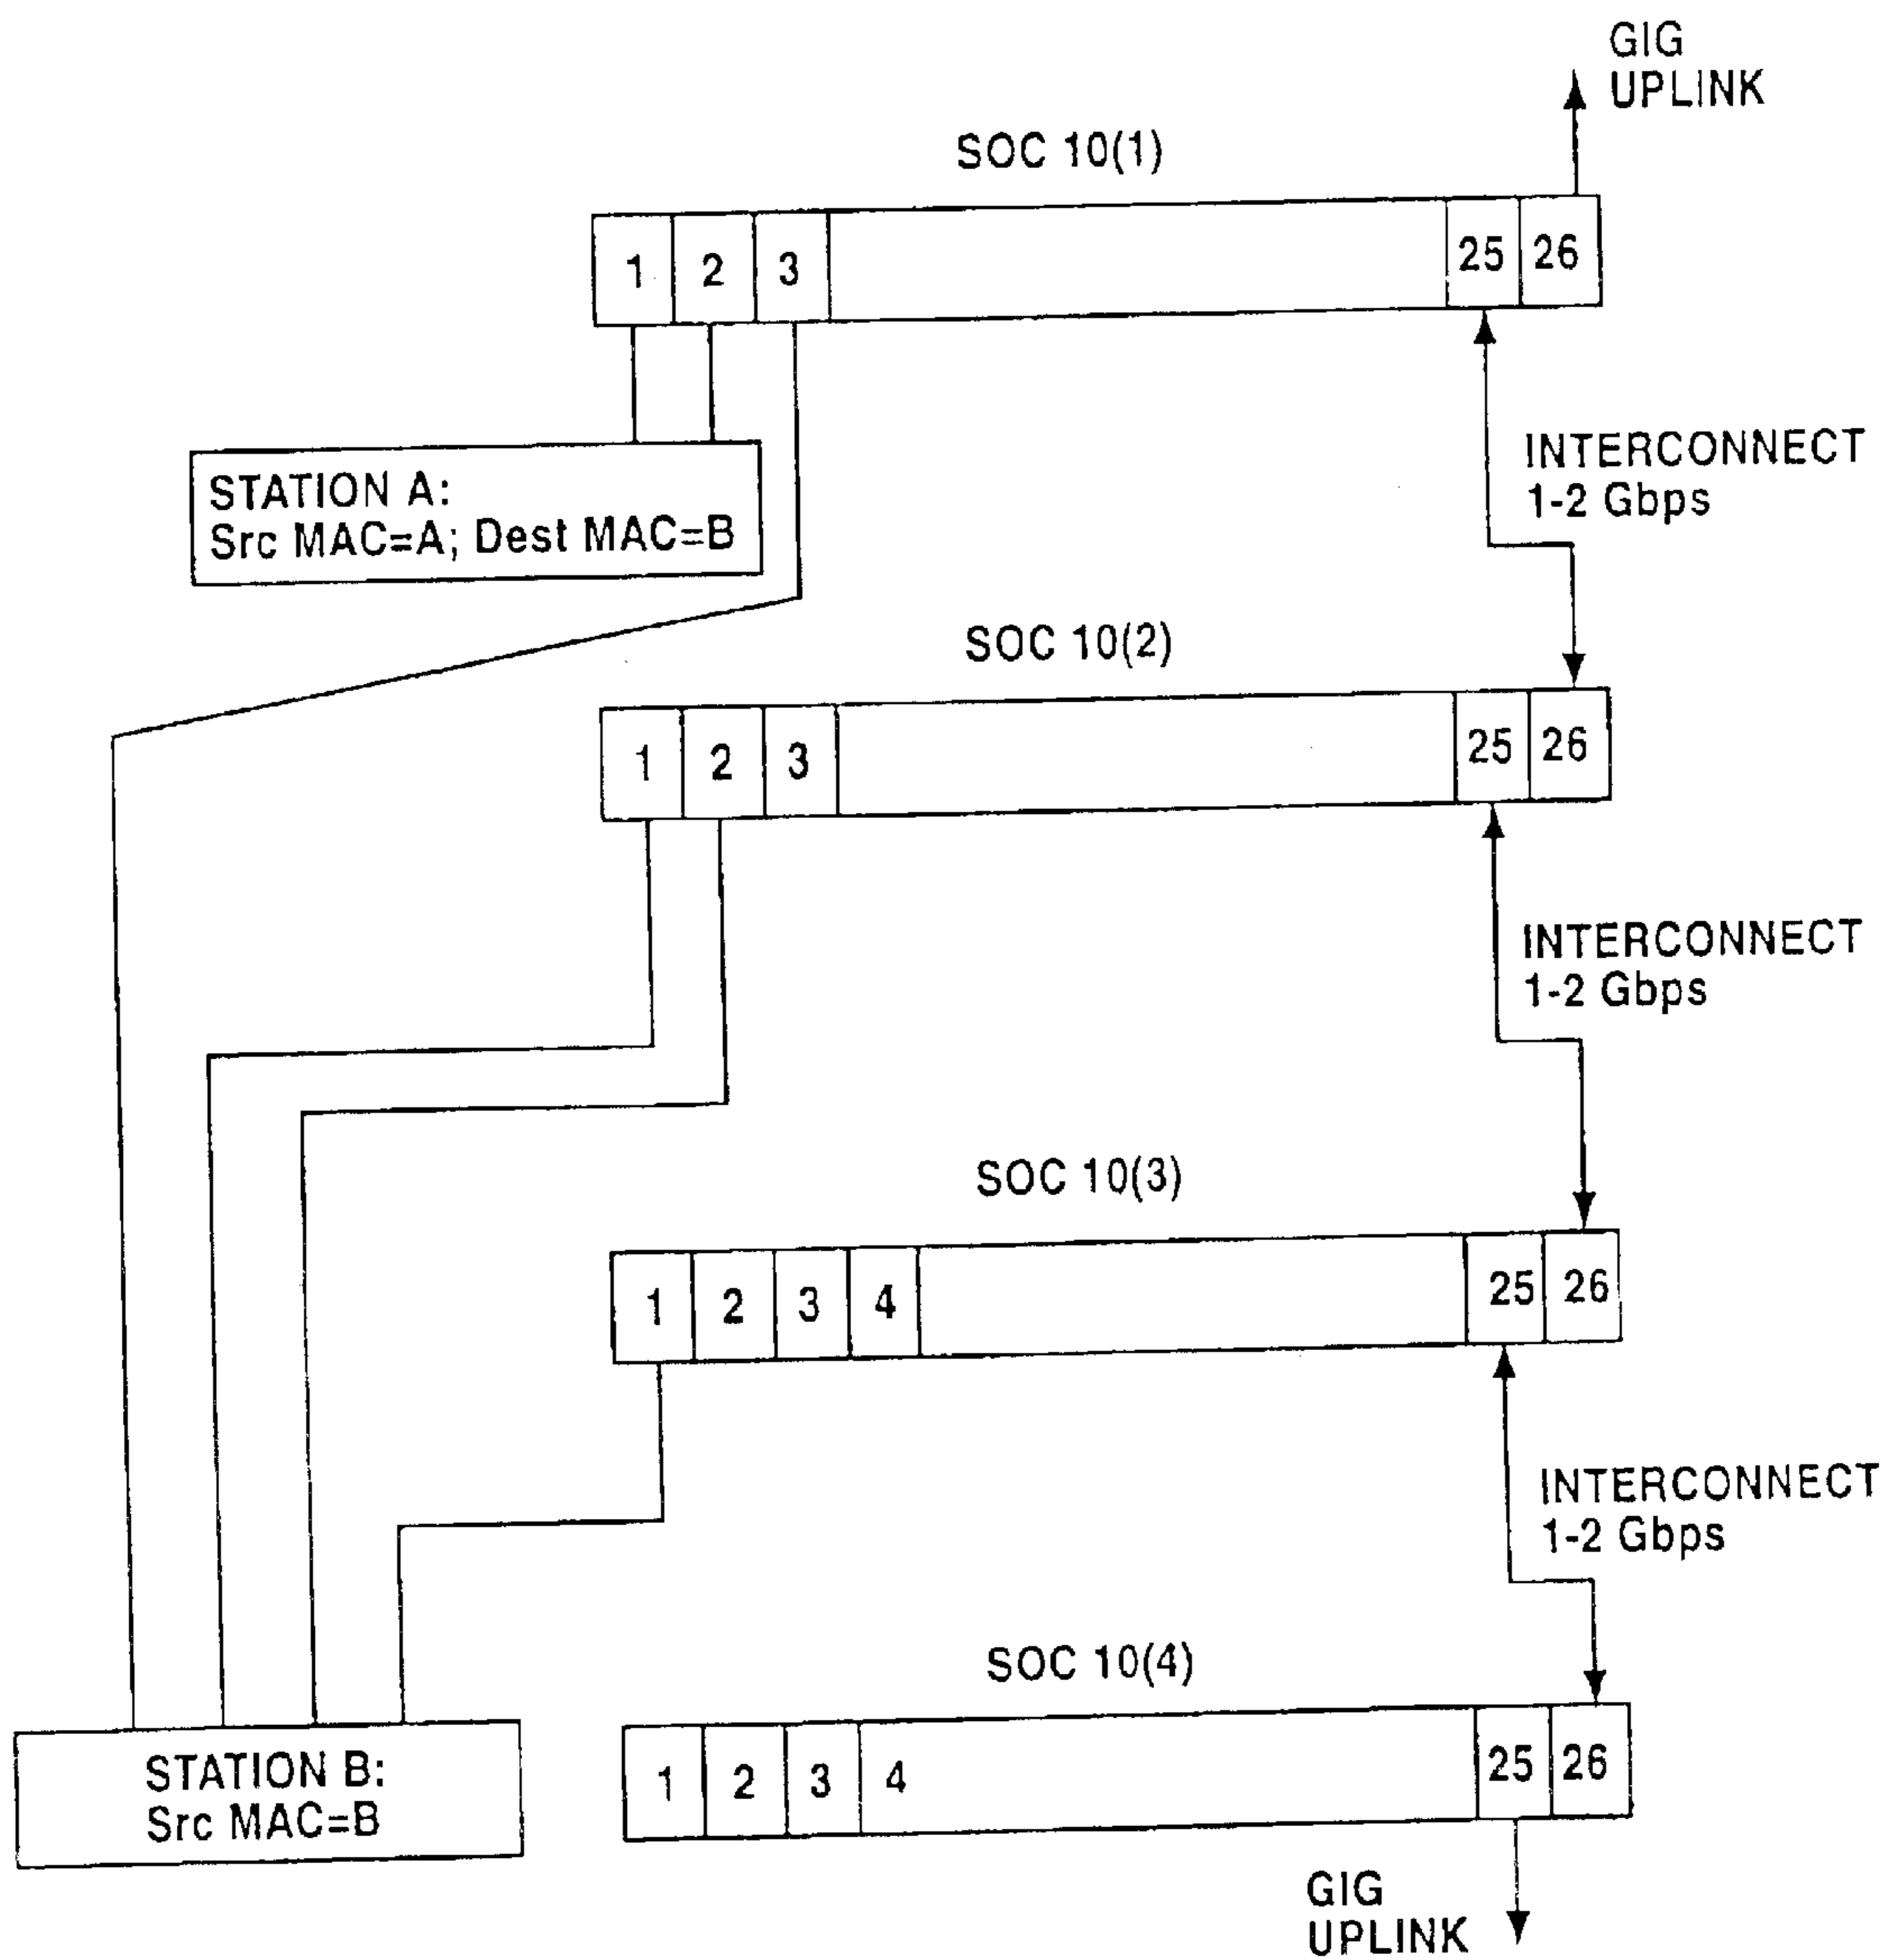 GIG
UPLINK
SOC 10(1)
1 2 3 25 26
STATION A:
Src MAC=A; Dest MAC=B
INTERCONNECT
1-2 Gbps
SOC 10(2)
1 2 3 25 26
INTERCONNECT
1-2 Gbps
SOC 10(3)
1 2 3 4 25 26
INTERCONNECT
1-2 Gbps
SOC 10(4)
1 2 3 4 25 26
STATION B:
Src MAC=B
GIG
UPLINK